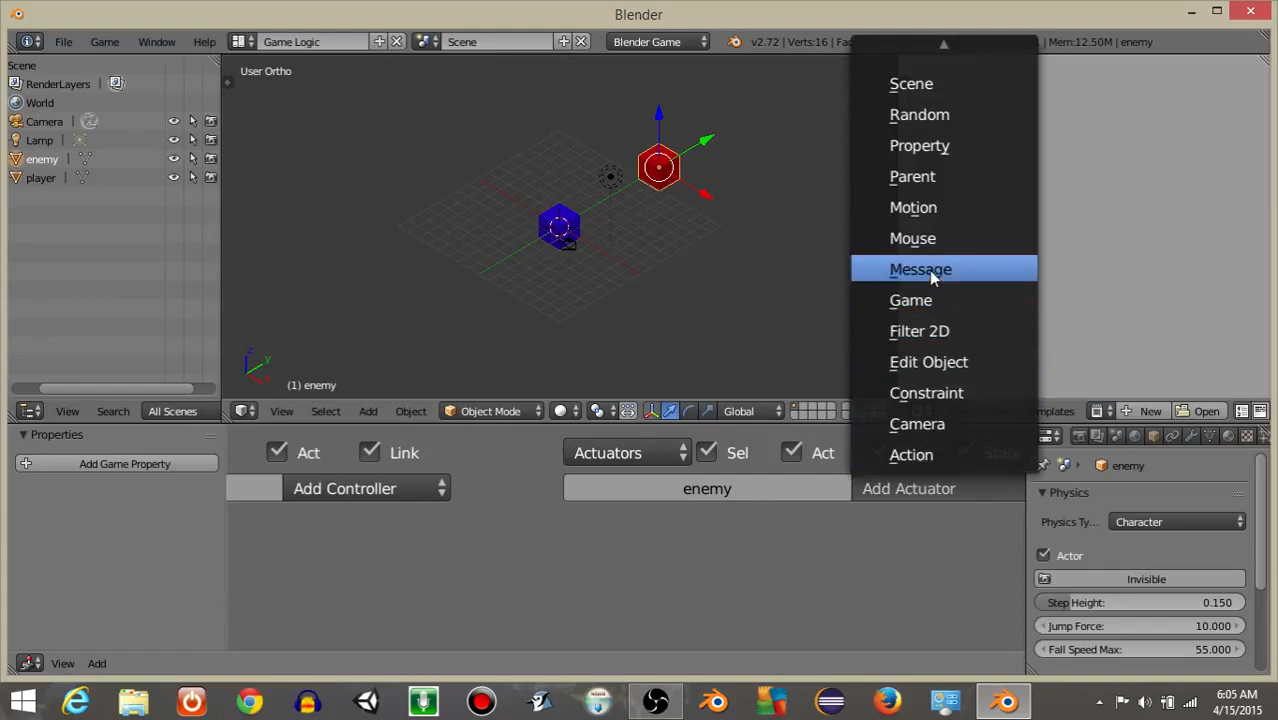 Blender
File Game Window Help Game Logic Scene Blender Game v2.72 | Verts:16 | Fac Mem:12.50M | enemy
Scene
RenderLayers
World
Camera
Lamp
enemy
player
User Ortho
z
y
x
(1) enemy
Scene
Random
Property
Parent
Motion
Mouse
Message
Game
Filter 2D
Edit Object
Constraint
Camera
Action
View Search All Scenes
View Select Add Object Object Mode Global
mplates New Open
Properties
Add Game Property
Act Link Actuators Sel Act State
Add Controller enemy Add Actuator
enemy
Physics
Physics Ty... Character
Actor
Invisible
Step Height: 0.150
Jump Force: 10.000
Fall Speed Max: 55.000
View Add
6:05 AM
4/15/2015